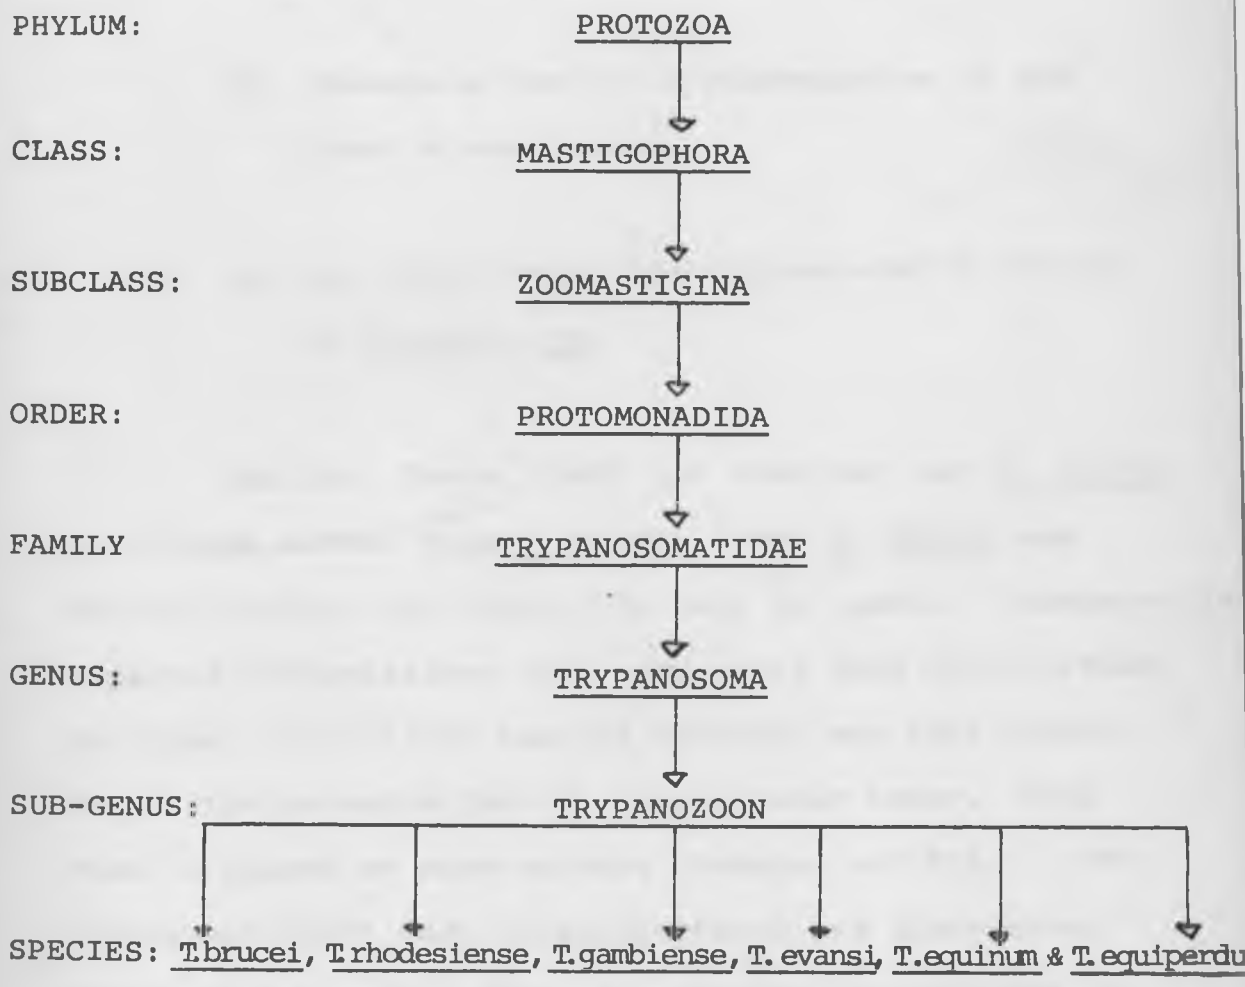 PHYLUM: PROTOZOA
CLASS: MASTIGOPHORA
SUBCLASS: ZOOMASTIGINA
ORDER: PROTOMONADIDA
FAMILY TRYPANOSOMATIDAE
GENUS: TRYPANOSOMA
SUB-GENUS: TRYPANOZOON
SPECIES: T.brucei, T.rhodesiense, T.gambiense, T.evansi, T.equinum & T.equiperdu